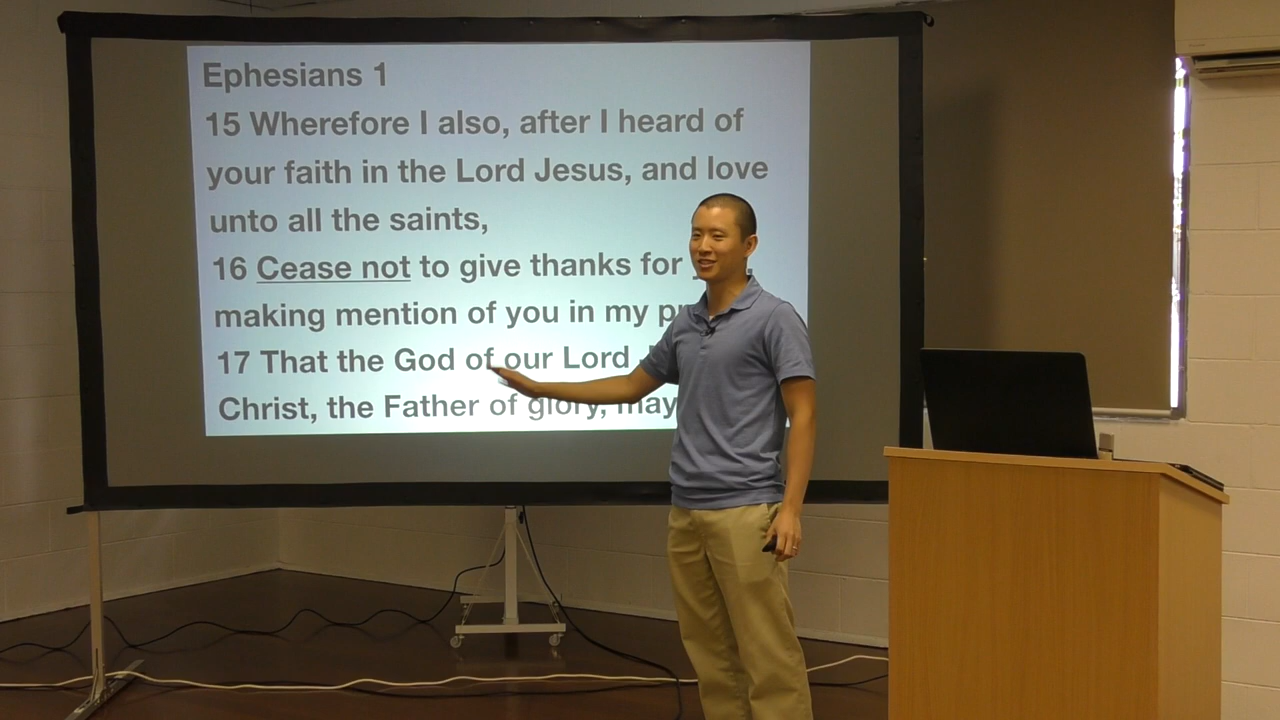 Ephesians 1
15 Wherefore I also, after I heard of
your faith in the Lord Jesus, and love
unto all the saints,
16 Cease not to give thanks for
making mention of you in my
17 That the God of our Lord
Christ, the Father of glory, may